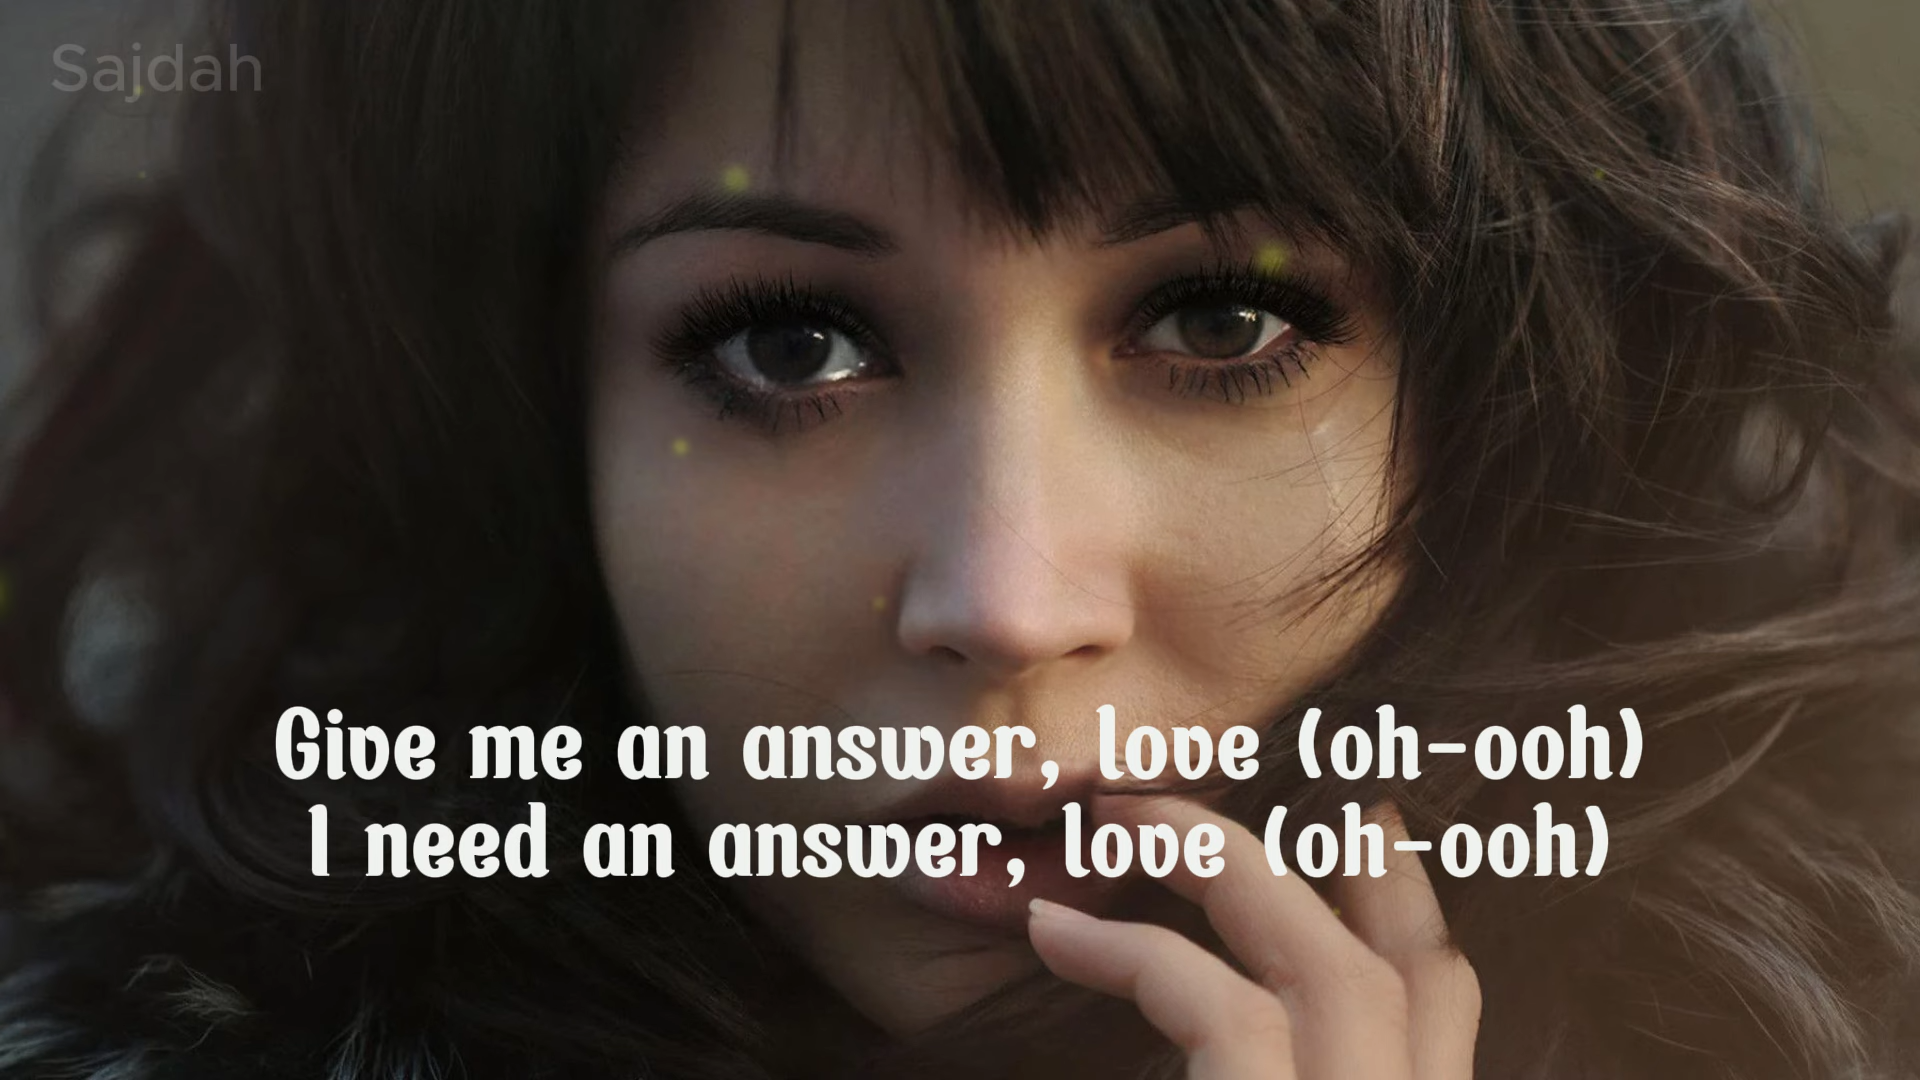 Sajdah
Give me an answer, love (oh-ooh)
I need an answer, love (oh-ooh)